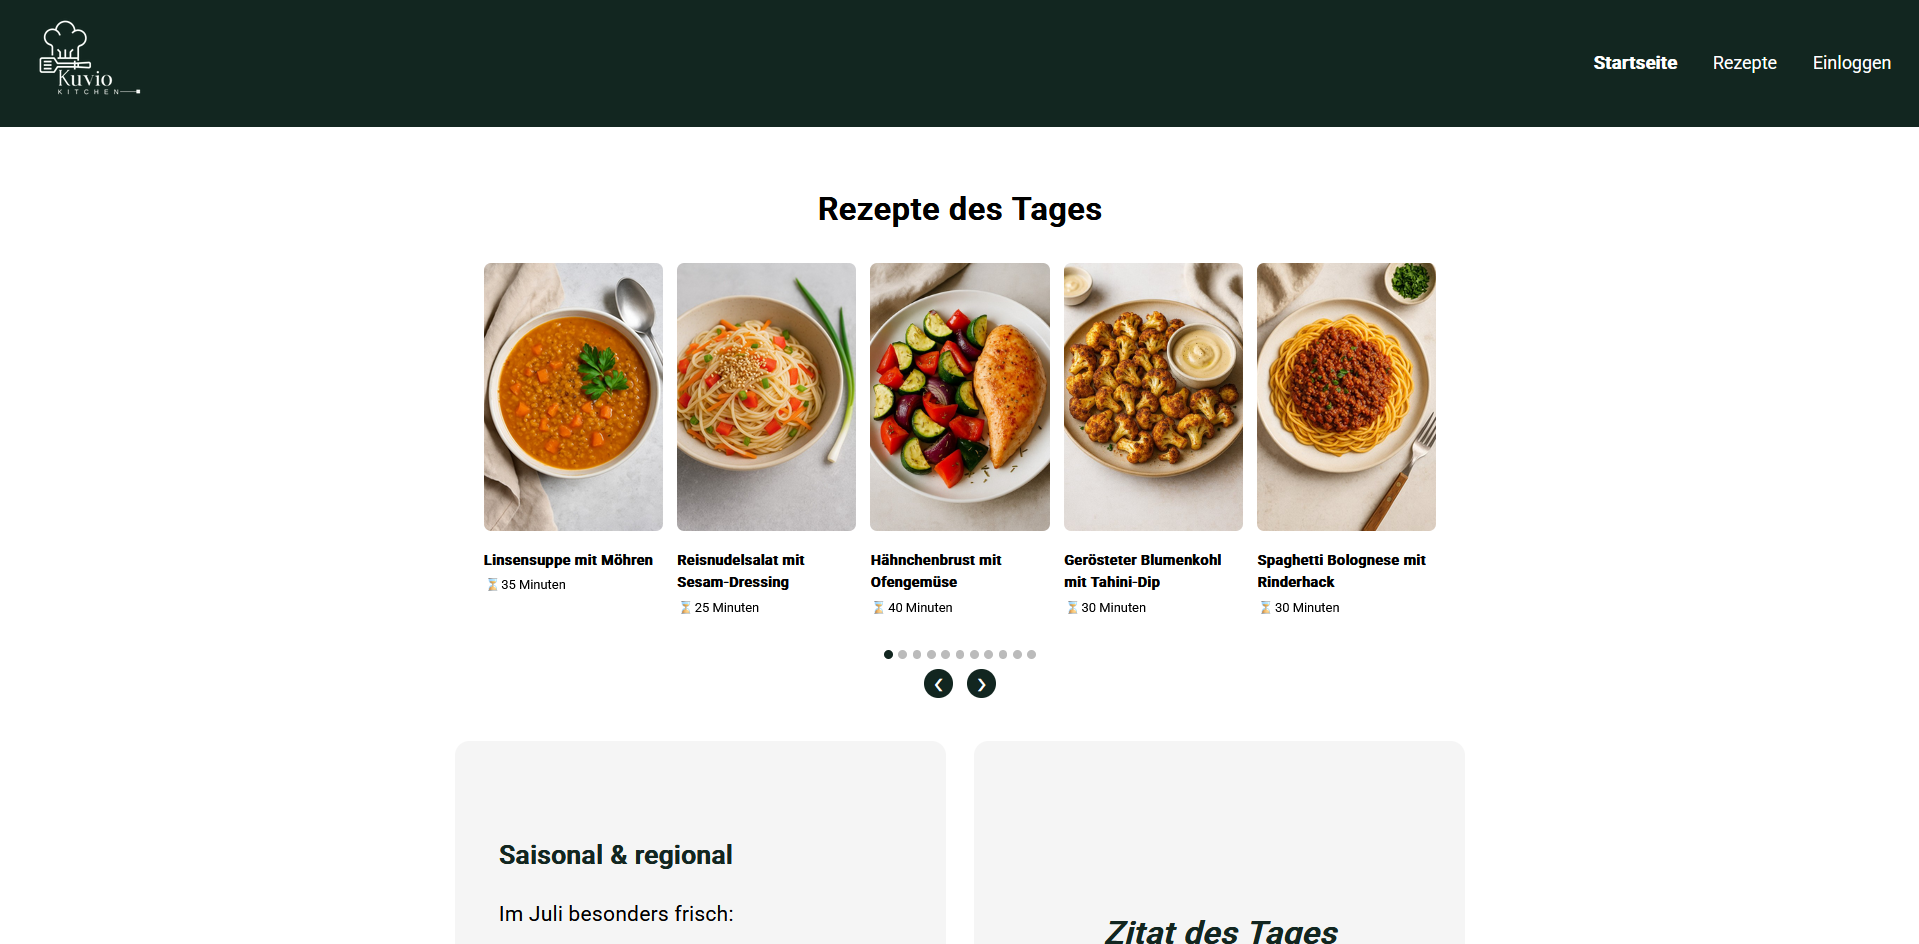 Kuvio
KITCHEN
Startseite Rezepte Einloggen
Rezepte des Tages
Linsensuppe mit Möhren
⏳35 Minuten
Reisnudelsalat mit
Sesam-Dressing
⏳25 Minuten
Hähnchenbrust mit
Ofengemüse
⏳40 Minuten
Gerösteter Blumenkohl
mit Tahini-Dip
⏳30 Minuten
Spaghetti Bolognese mit
Rinderhack
⏳30 Minuten
❮ ❯
Saisonal & regional
Im Juli besonders frisch:
Zitat des Tages